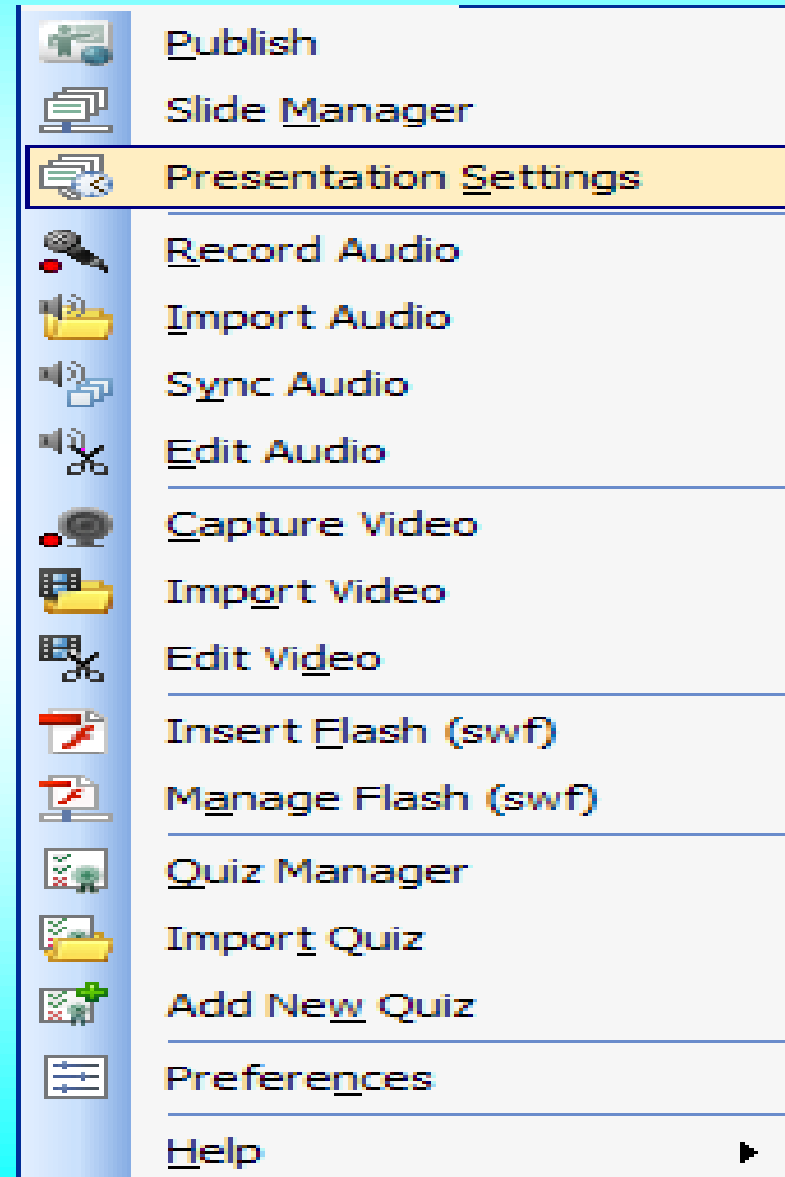 Publish
Slide Manager
Presentation Settings
Record Audio
Import Audio
Sync Audio
Edit Audio
Capture Video
Import Video
Edit Video
Insert Flash (swf)
Manage Flash (swf)
Quiz Manager
Import Quiz
Add New Quiz
Preferences
Help